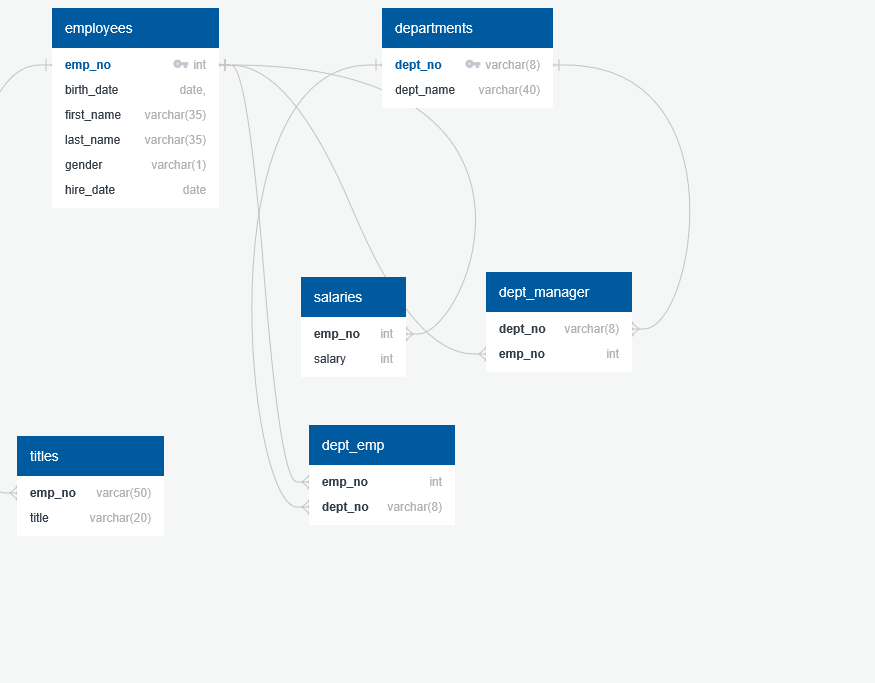 employees
emp_no int
birth_date date,
first_name varchar(35)
last_name varchar(35)
gender varchar(1)
hire_date date
departments
dept_no varchar(8)
dept_name varchar(40)
salaries
emp_no int
salary int
dept_manager
dept_no varchar(8)
emp_no int
titles
emp_no varcar(50)
title varchar(20)
dept_emp
emp_no int
dept_no varchar(8)